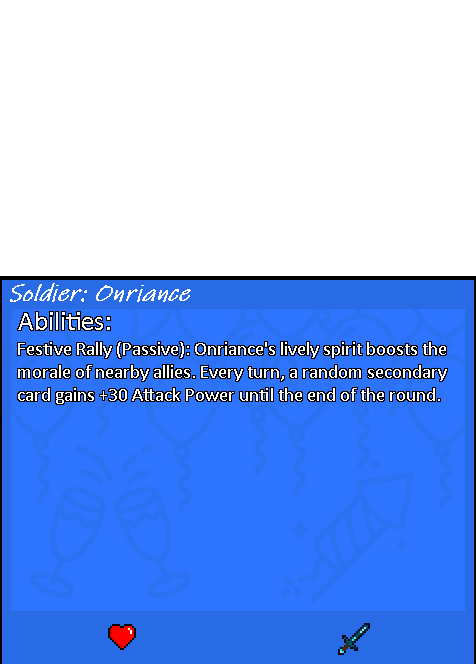 Soldier: Onriance
Abilities:
Festive Rally (Passive): Onriance's lively spirit boosts the
morale of nearby allies. Every turn, a random secondary
card gains +30 Attack Power until the end of the round.